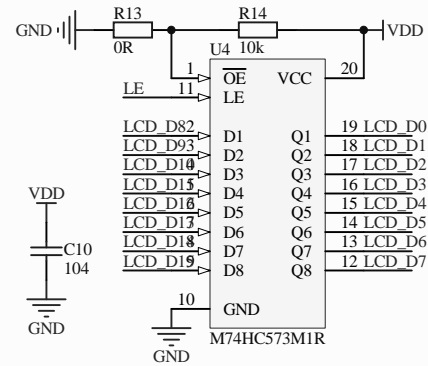 R13 R14
GND VDD
0R U4 10k
1 OE VCC 20
LE 11 LE
LCD_D8 2 D1 Q1 19 LCD_D0
LCD_D9 3 D2 Q2 18 LCD_D1
LCD_D10 4 D3 Q3 17 LCD_D2
LCD_D11 5 D4 Q4 16 LCD_D3
LCD_D12 6 D5 Q5 15 LCD_D4
LCD_D13 7 D6 Q6 14 LCD_D5
LCD_D14 8 D7 Q7 13 LCD_D6
LCD_D15 9 D8 Q8 12 LCD_D7
10 GND
GND M74HC573M1R
VDD
C10
104
GND